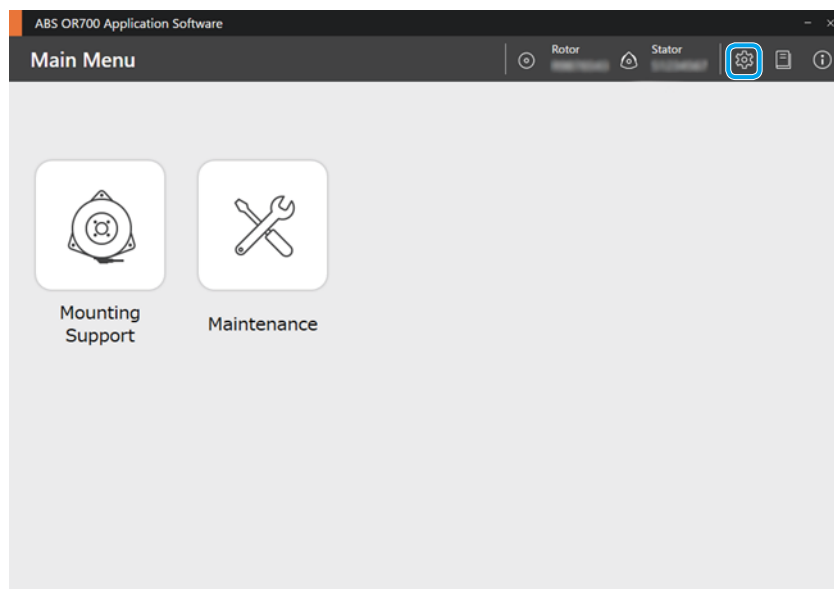 ABS OR700 Application Software
Main Menu
Rotor
Stator
Mounting
Support
Maintenance